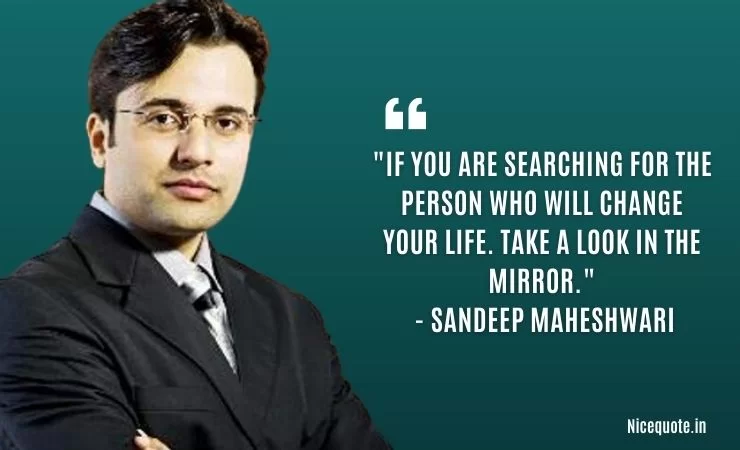 "IF YOU ARE SEARCHING FOR THE
PERSON WHO WILL CHANGE
YOUR LIFE. TAKE A LOOK IN THE
MIRROR."
- SANDEEP MAHESHWARI
Nicequote.in